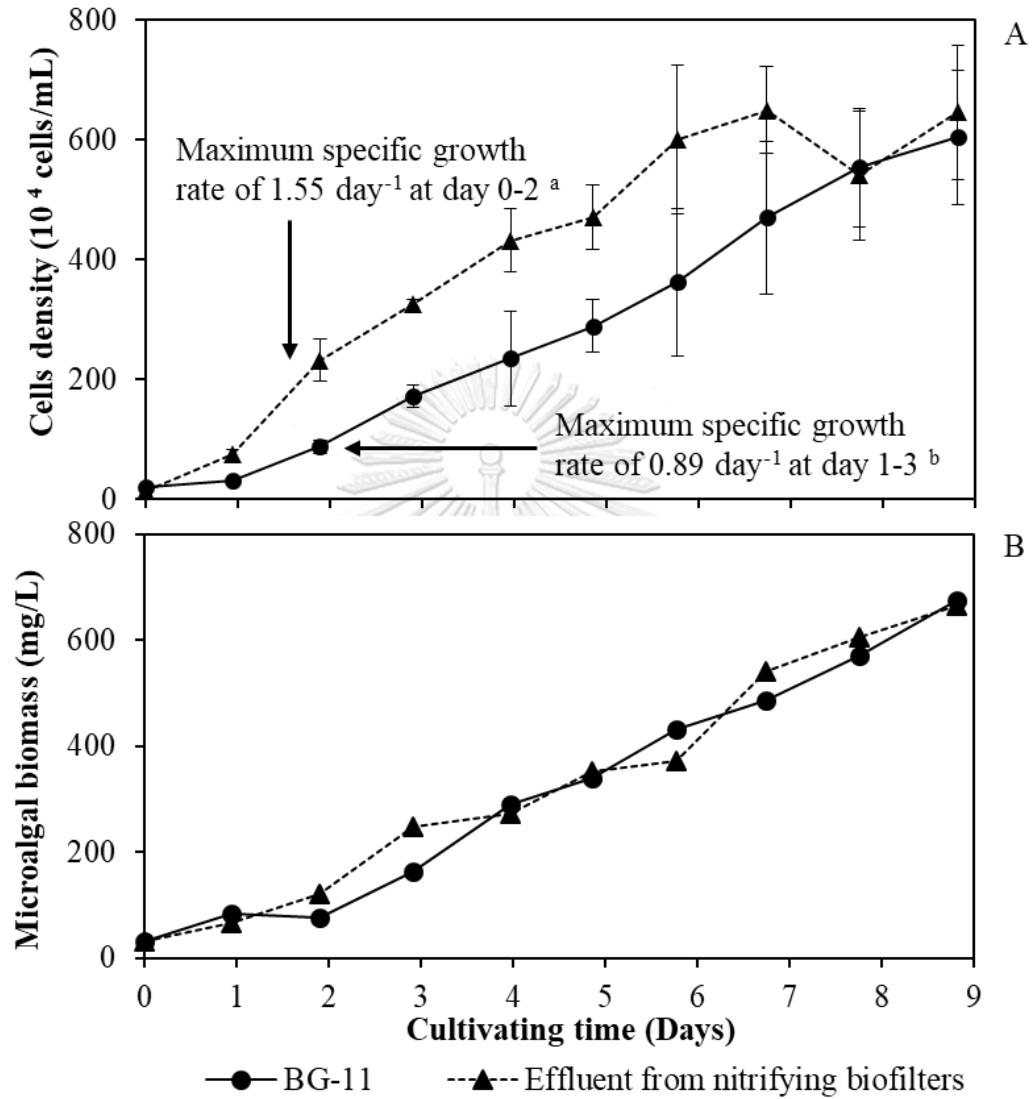 A
800
600
400
200
0
Cells density (10 ⁴ cells/mL)
Maximum specific growth
rate of 1.55 day⁻¹ at day 0-2 ᵃ
Maximum specific growth
rate of 0.89 day⁻¹ at day 1-3 ᵇ
B
800
600
400
200
0
Microalgal biomass (mg/L)
0 1 2 3 4 5 6 7 8 9
Cultivating time (Days)
BG-11 Effluent from nitrifying biofilters